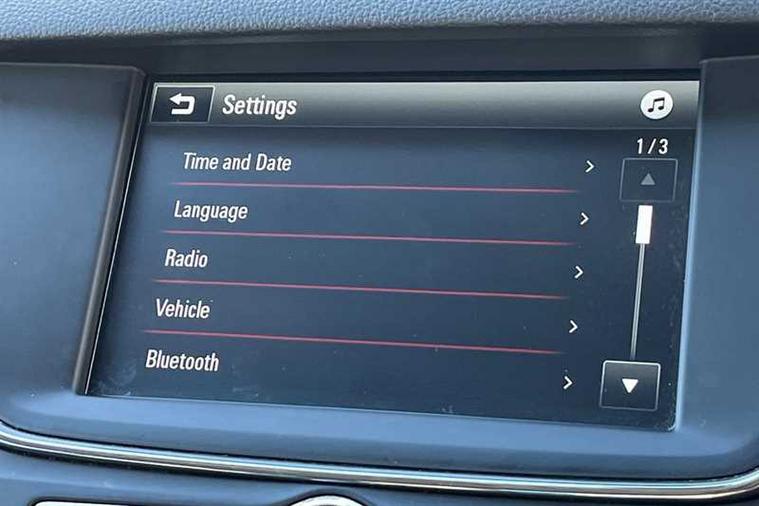 Settings
1/3
Time and Date
Language
Radio
Vehicle
Bluetooth